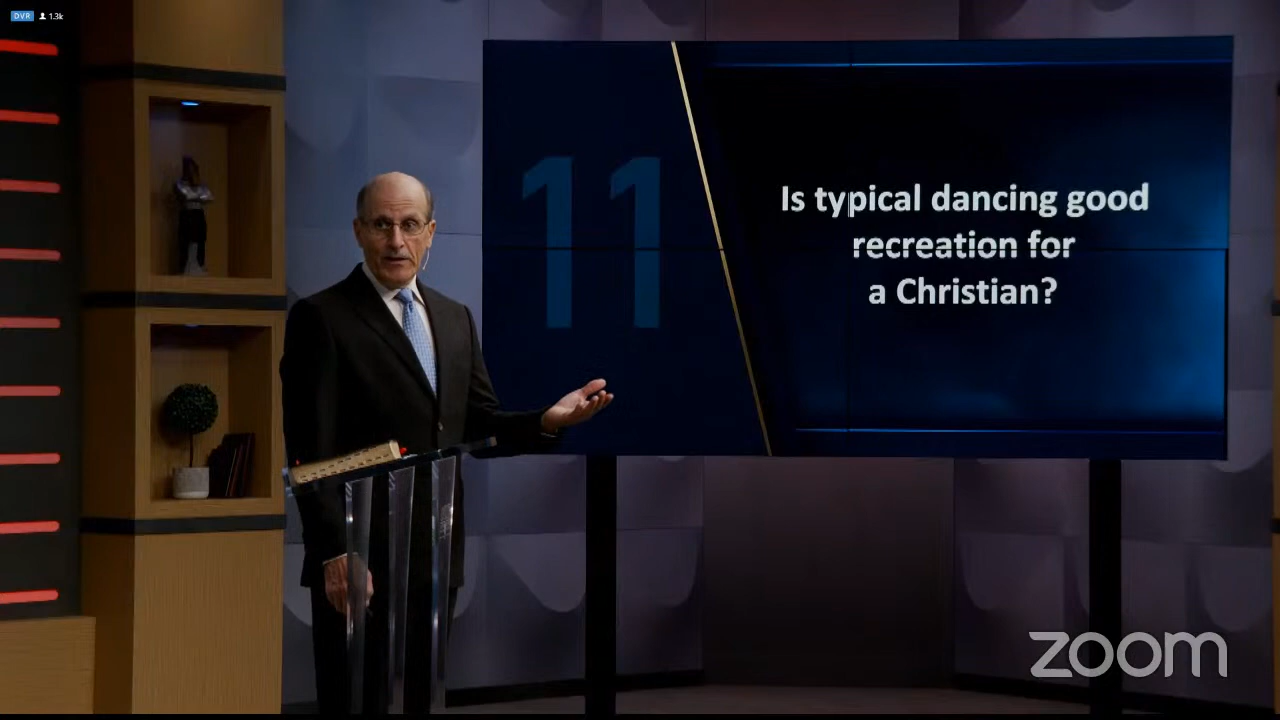 DVR 1.3k
11
Is typical dancing good
recreation for
a Christian?
zoom